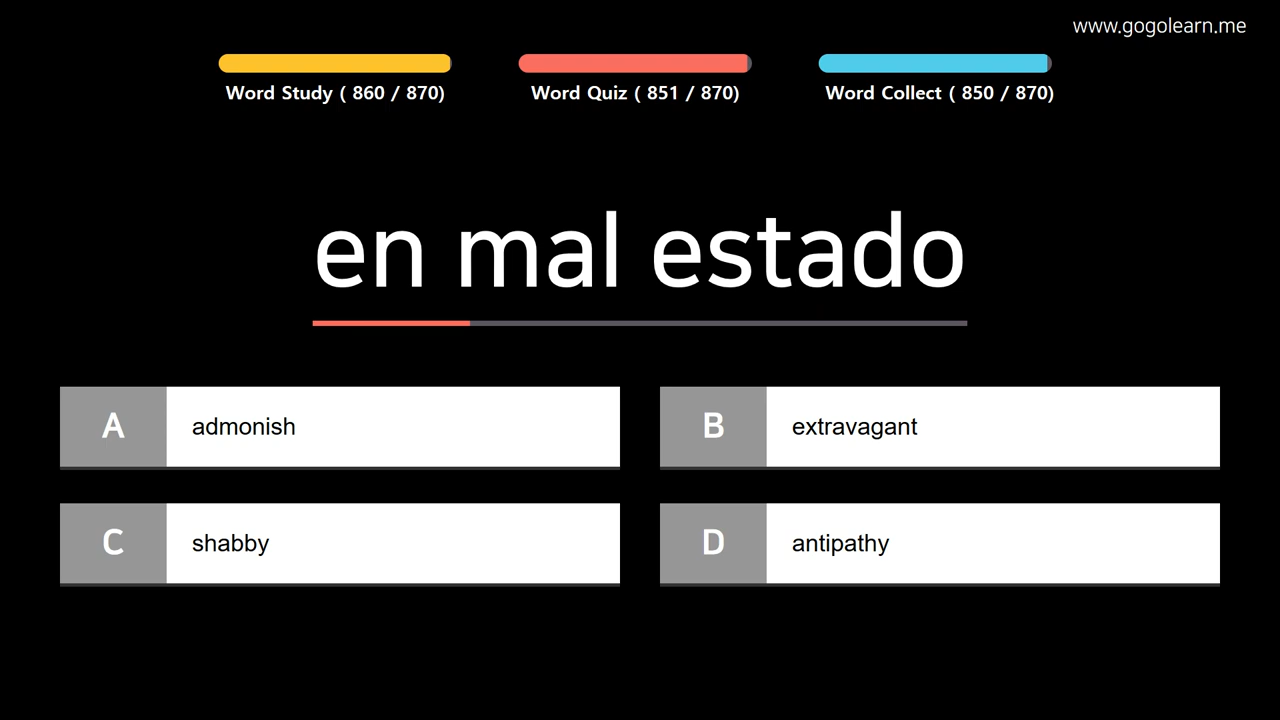 www.gogolearn.me
Word Study ( 860 / 870)
Word Quiz ( 851 / 870)
Word Collect ( 850 / 870)
en mal estado
A admonish
B extravagant
C shabby
D antipathy